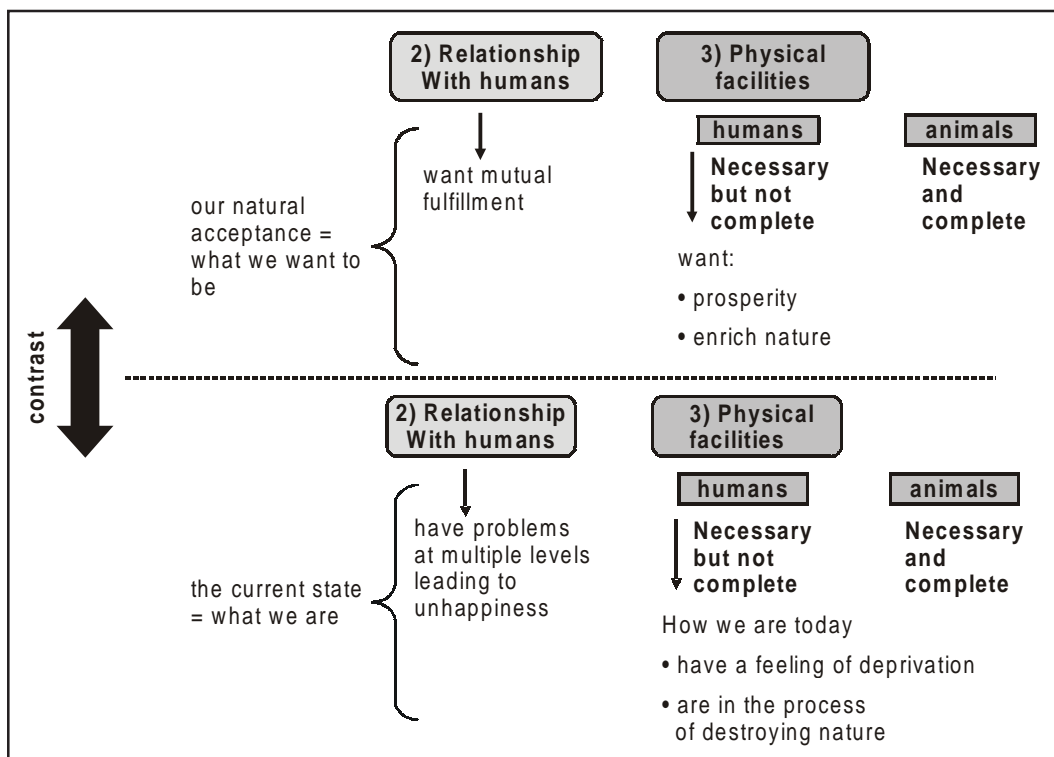 2) Relationship
With humans
3) Physical
facilities
humans
animals
want mutual
fulfillment
Necessary
but not
complete
Necessary
and
complete
our natural
acceptance =
what we want to
be
want:
• prosperity
• enrich nature
contrast
2) Relationship
With humans
3) Physical
facilities
humans
animals
have problems
at multiple levels
leading to
unhappiness
Necessary
but not
complete
Necessary
and
complete
the current state
= what we are
How we are today
• have a feeling of deprivation
• are in the process
of destroying nature